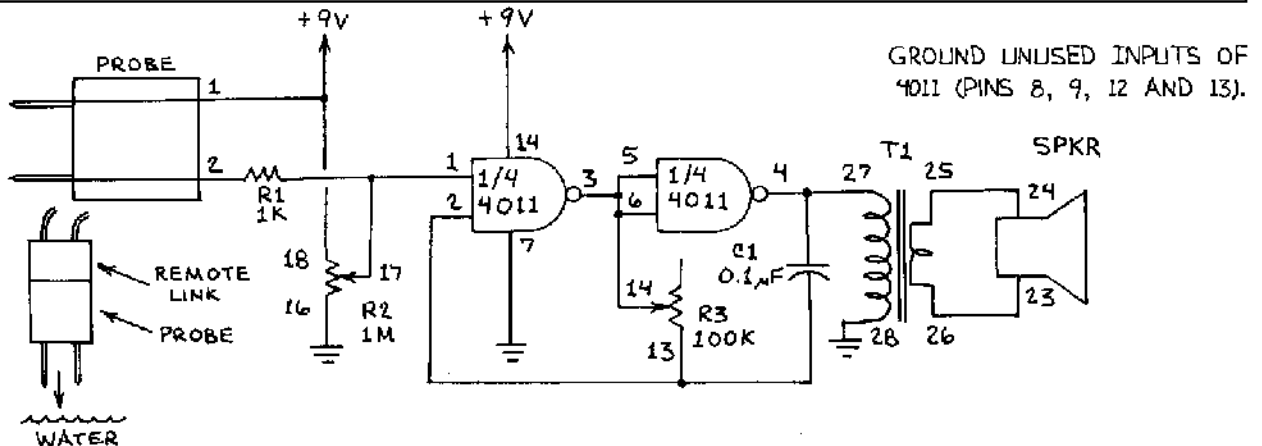 +9V
+9V
GROUND UNUSED INPUTS OF
4011 (PINS 8, 9, 12 AND 13).
PROBE
1
2
R1
1K
1
2
14
1/4
4011
7
3
5
6
1/4
4011
4
T1
27
28
25
26
SPKR
24
23
C1
0.1µF
14
R3
100K
13
18
17
16
R2
1M
REMOTE
LINK
PROBE
WATER